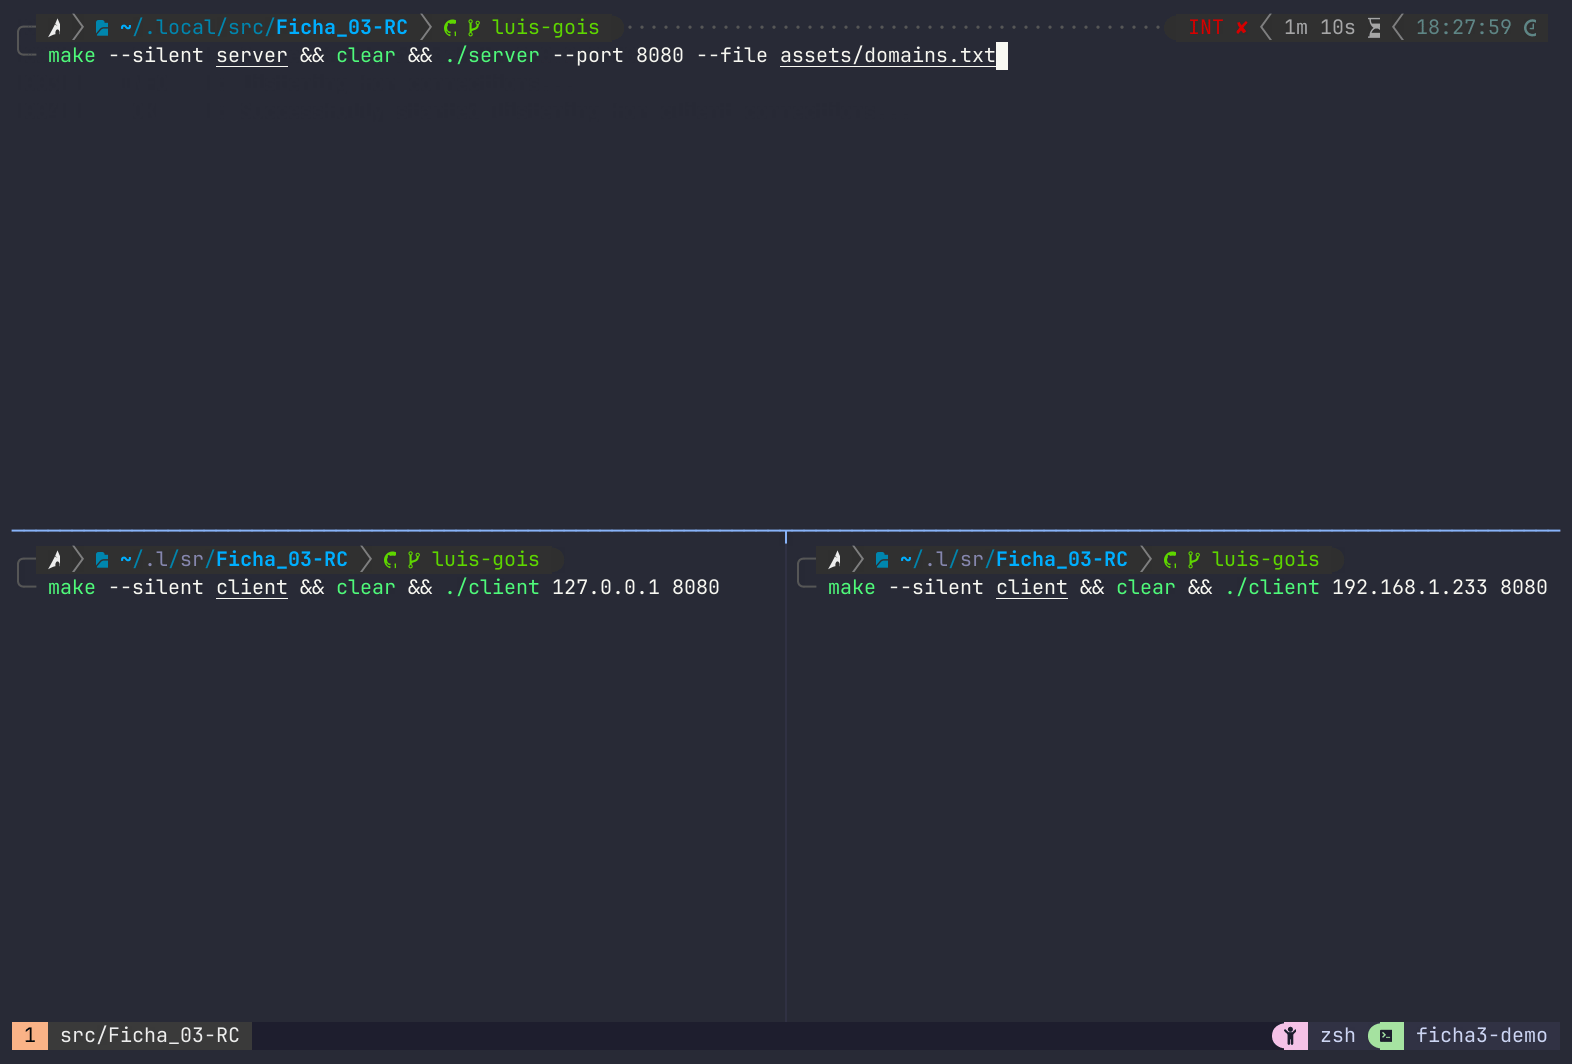 ~/.local/src/Ficha_03-RC luis-gois INT ✘ 1m 10s 18:27:59
make --silent server && clear && ./server --port 8080 --file assets/domains.txt
~/.l/sr/Ficha_03-RC luis-gois
make --silent client && clear && ./client 127.0.0.1 8080
~/.l/sr/Ficha_03-RC luis-gois
make --silent client && clear && ./client 192.168.1.233 8080
1 src/Ficha_03-RC zsh ficha3-demo